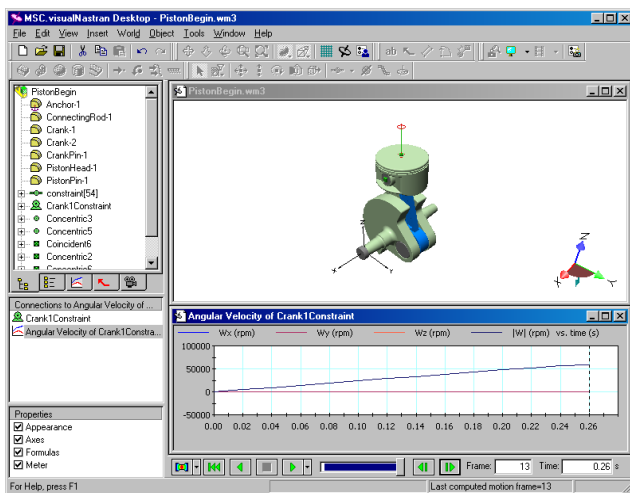 MSC.visualNastran Desktop - PistonBegin.wm3
File Edit View Insert World Object Tools Window Help
ab
PistonBegin
Anchor-1
ConnectingRod-1
Crank-1
Crank-2
CrankPin-1
PistonHead-1
PistonPin-1
constraint[54]
Crank1Constraint
Concentric3
Concentric5
Coincident6
Concentric2
Connections to Angular Velocity of ...
Crank1Constraint
Angular Velocity of Crank1Constra...
Properties
Appearance
Axes
Formulas
Meter
PistonBegin.wm3
X Y
Z
X Y
Angular Velocity of Crank1Constraint
Wx (rpm) Wy (rpm) Wz (rpm) |W| (rpm) vs. time (s)
100000
50000
0
-50000
0.00 0.02 0.04 0.06 0.08 0.10 0.12 0.14 0.16 0.18 0.20 0.22 0.24 0.26
Frame: 13 Time: 0.26 s
For Help, press F1 Last computed motion frame=13